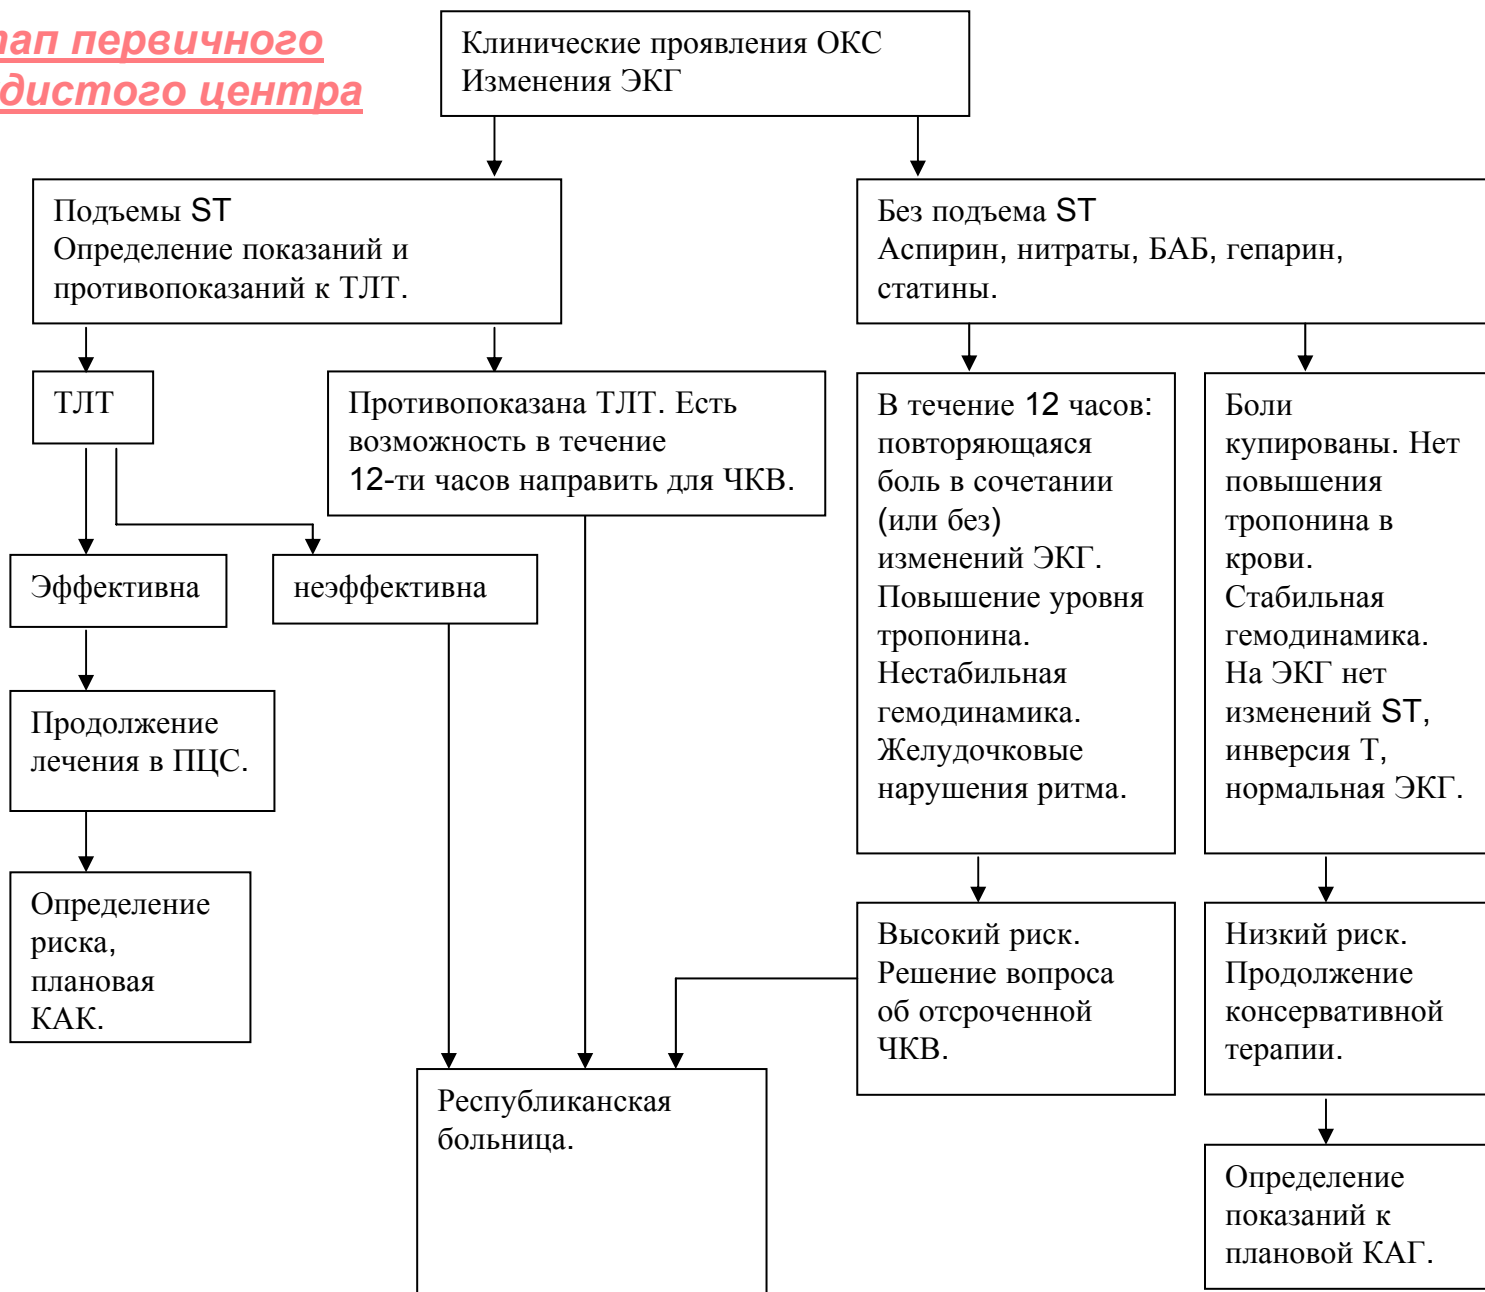 тап первичного
дистого центра
Клинические проявления ОКС
Изменения ЭКГ
Подъемы ST
Определение показаний и
противопоказаний к ТЛТ.
Без подъема ST
Аспирин, нитраты, БАБ, гепарин,
статины.
ТЛТ
Противопоказана ТЛТ. Есть
возможность в течение
12-ти часов направить для ЧКВ.
В течение 12 часов:
повторяющаяся
боль в сочетании
(или без)
изменений ЭКГ.
Повышение уровня
тропонина.
Нестабильная
гемодинамика.
Желудочковые
нарушения ритма.
Боли
купированы. Нет
повышения
тропонина в
крови.
Стабильная
гемодинамика.
На ЭКГ нет
изменений ST,
инверсия Т,
нормальная ЭКГ.
Эффективна
неэффективна
Продолжение
лечения в ПЦС.
Определение
риска,
плановая
КАК.
Высокий риск.
Решение вопроса
об отсроченной
ЧКВ.
Низкий риск.
Продолжение
консервативной
терапии.
Республиканская
больница.
Определение
показаний к
плановой КАГ.